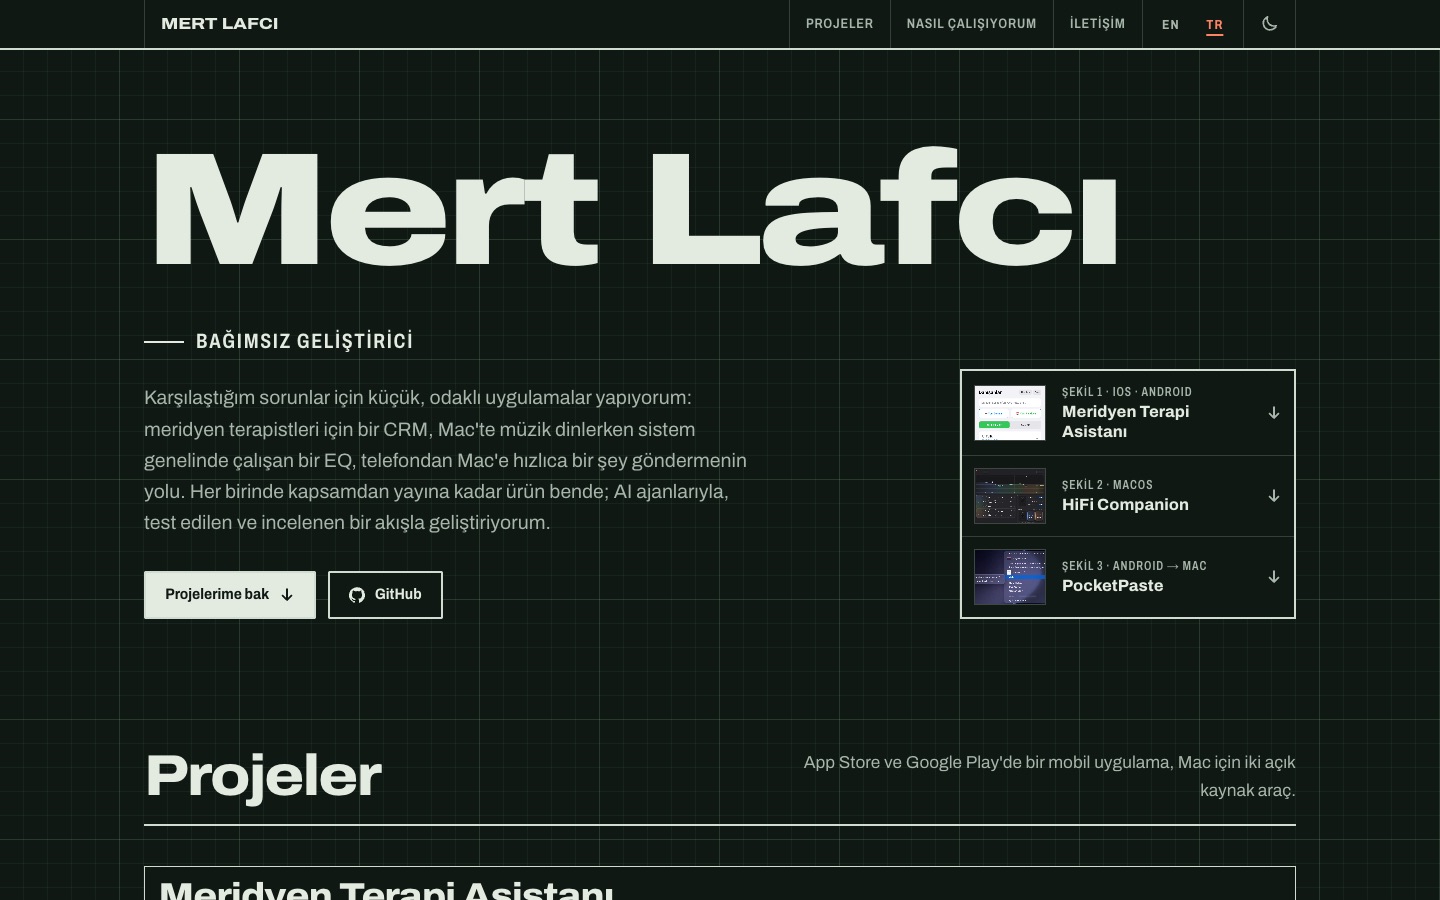 MERT LAFCI
PROJELER
NASIL ÇALIŞIYORUM
İLETİŞİM
EN
TR
Mert Lafcı
BAĞIMSIZ GELİŞTİRİCİ
Karşılaştığım sorunlar için küçük, odaklı uygulamalar yapıyorum:
meridyen terapistleri için bir CRM, Mac'te müzik dinlerken sistem
genelinde çalışan bir EQ, telefondan Mac'e hızlıca bir şey göndermenin
yolu. Her birinde kapsamdan yayına kadar ürün bende; AI ajanlarıyla,
test edilen ve incelenen bir akışla geliştiriyorum.
Projelerime bak ↓
GitHub
ŞEKİL 1 · IOS · ANDROID
Meridyen Terapi
Asistanı
ŞEKİL 2 · MACOS
HiFi Companion
ŞEKİL 3 · ANDROID → MAC
PocketPaste
Projeler
App Store ve Google Play'de bir mobil uygulama, Mac için iki açık
kaynak araç.
Meridyen Terapi Asistanı